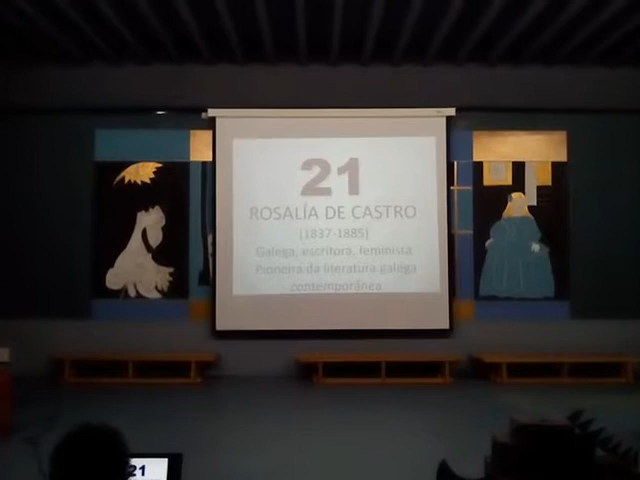 21
ROSALÍA DE CASTRO
(1837-1885)
Galega, escritora, feminista
Pioneira da literatura galega
contemporánea
21